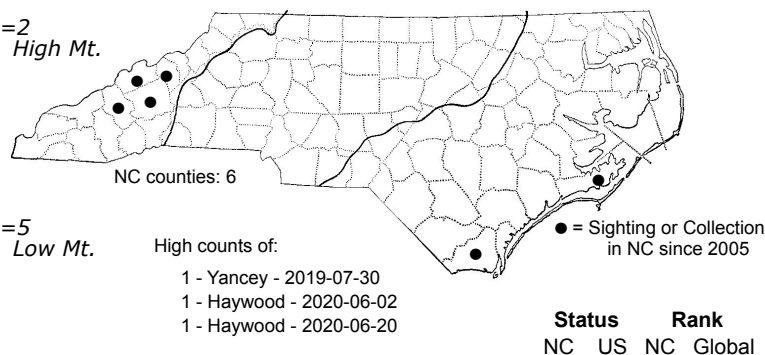 =2
High Mt.
NC counties: 6
=5
Low Mt.
High counts of:
1 - Yancey - 2019-07-30
1 - Haywood - 2020-06-02
1 - Haywood - 2020-06-20
● = Sighting or Collection
in NC since 2005
Status Rank
NC US NC Global